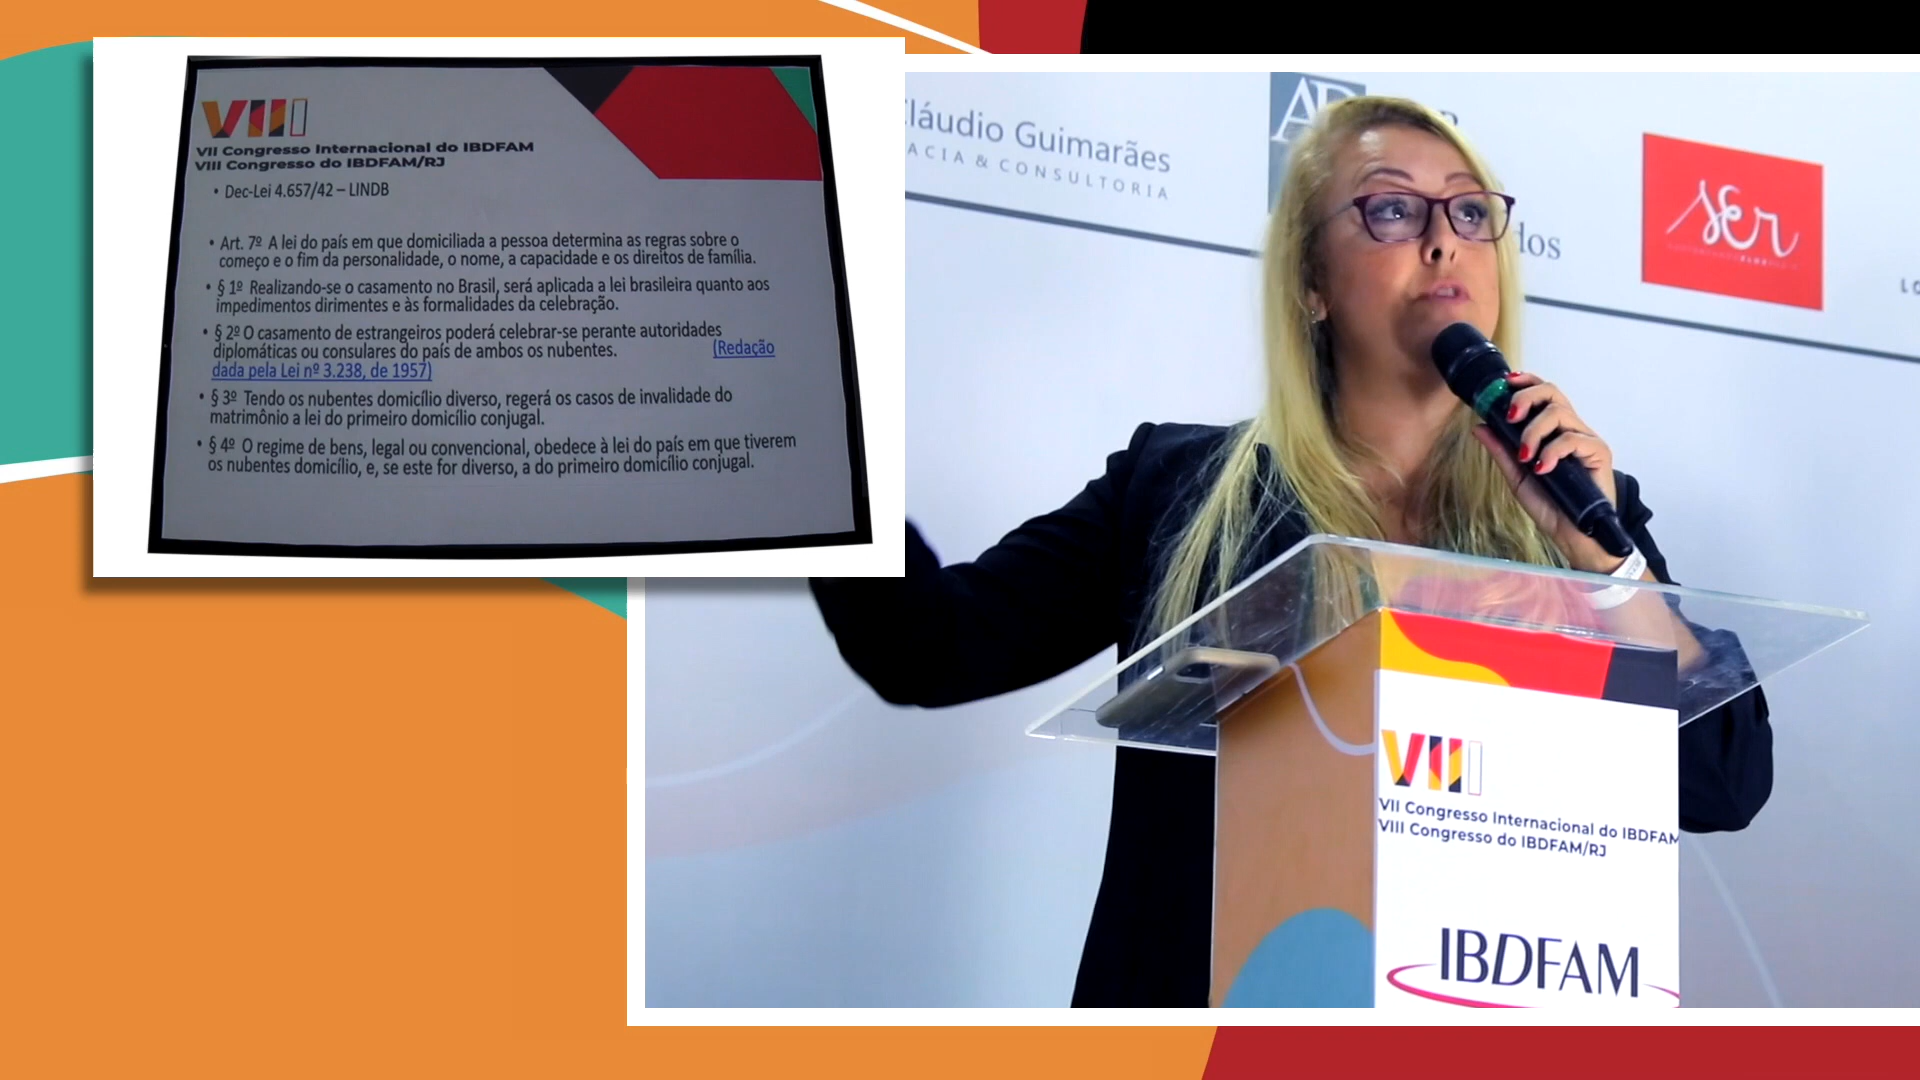 VIII
VII Congresso Internacional do IBDFAM
VIII Congresso do IBDFAM/RJ
• Dec-Lei 4.657/42 – LINDB
• Art. 7º A lei do país em que domiciliada a pessoa determina as regras sobre o
começo e o fim da personalidade, o nome, a capacidade e os direitos de família.
• § 1º Realizando-se o casamento no Brasil, será aplicada a lei brasileira quanto aos
impedimentos dirimentes e às formalidades da celebração.
• § 2º O casamento de estrangeiros poderá celebrar-se perante autoridades
diplomáticas ou consulares do país de ambos os nubentes. (Redação
dada pela Lei nº 3.238, de 1957)
• § 3º Tendo os nubentes domicílio diverso, regerá os casos de invalidade do
matrimônio a lei do primeiro domicílio conjugal.
• § 4º O regime de bens, legal ou convencional, obedece à lei do país em que tiverem
os nubentes domicílio, e, se este for diverso, a do primeiro domicílio conjugal.
Cláudio Guimarães
ACIA & CONSULTORIA
dos
ser
VIII
VII Congresso Internacional do IBDFAM
VIII Congresso do IBDFAM/RJ
IBDFAM